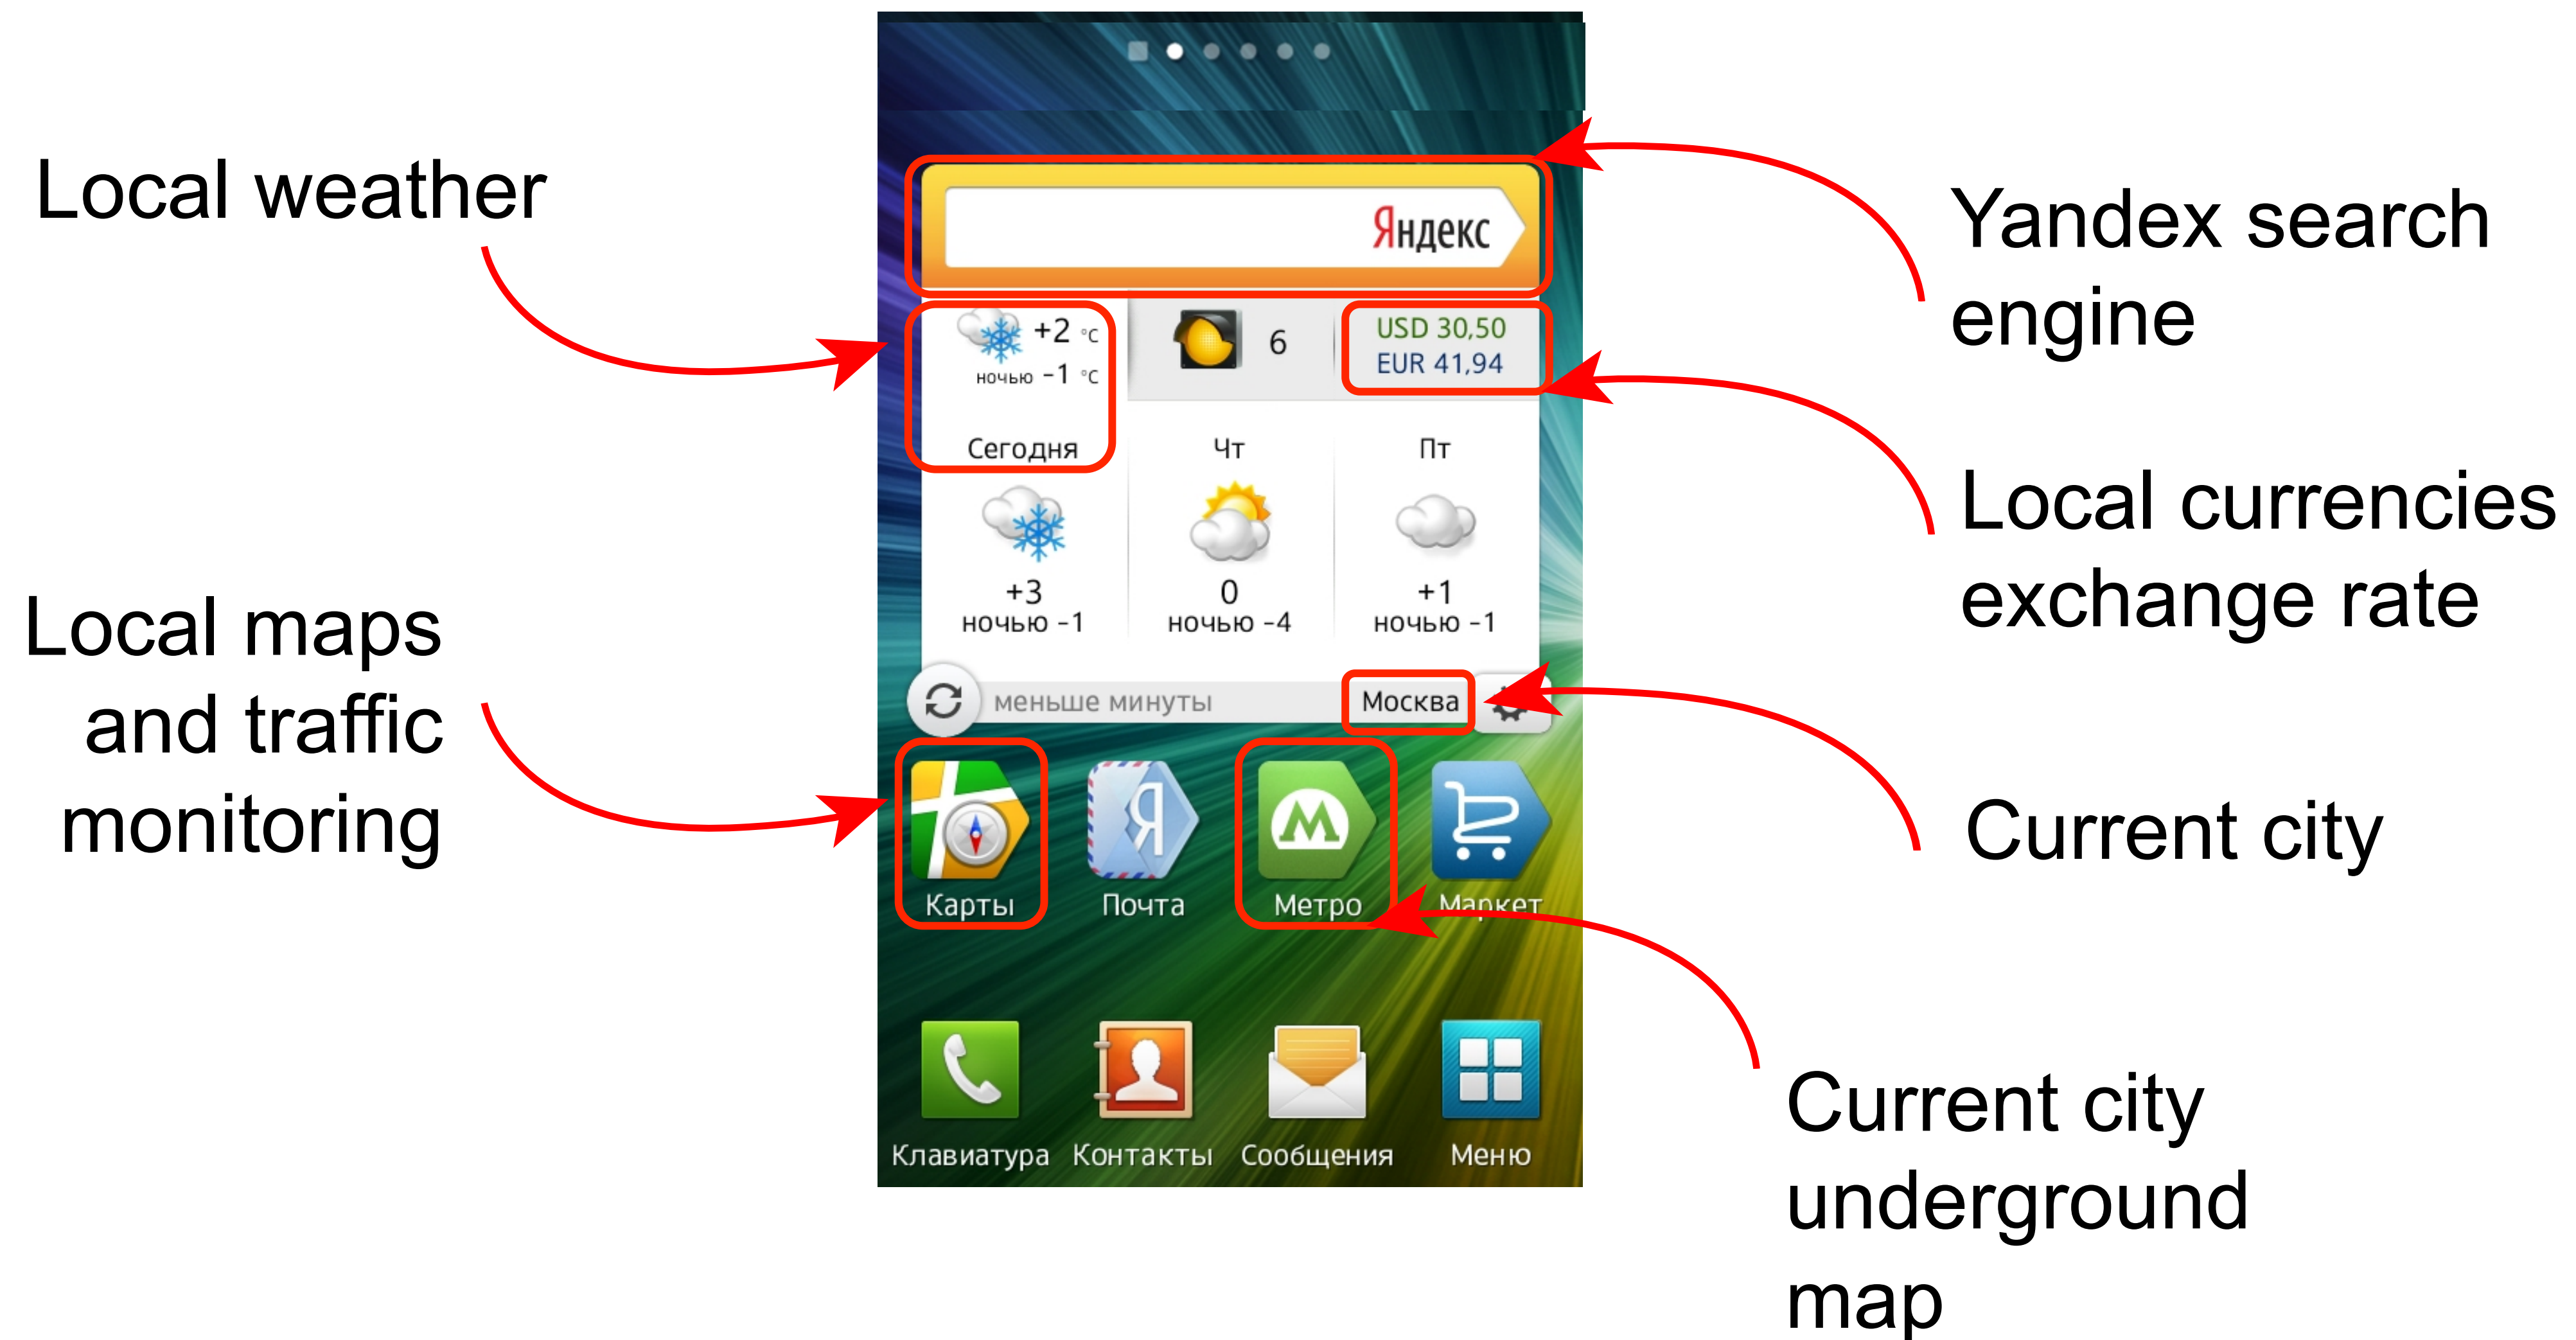 Local weather
Local maps
and traffic
monitoring
Яндекс
+2 °C
ночью -1 °C
6
USD 30,50
EUR 41,94
Сегодня
Чт
Пт
+3
ночью -1
0
ночью -4
+1
ночью -1
меньше минуты
Москва
Карты
Почта
Метро
Маркет
Клавиатура
Контакты
Сообщения
Меню
Yandex search
engine
Local currencies
exchange rate
Current city
Current city
underground
map